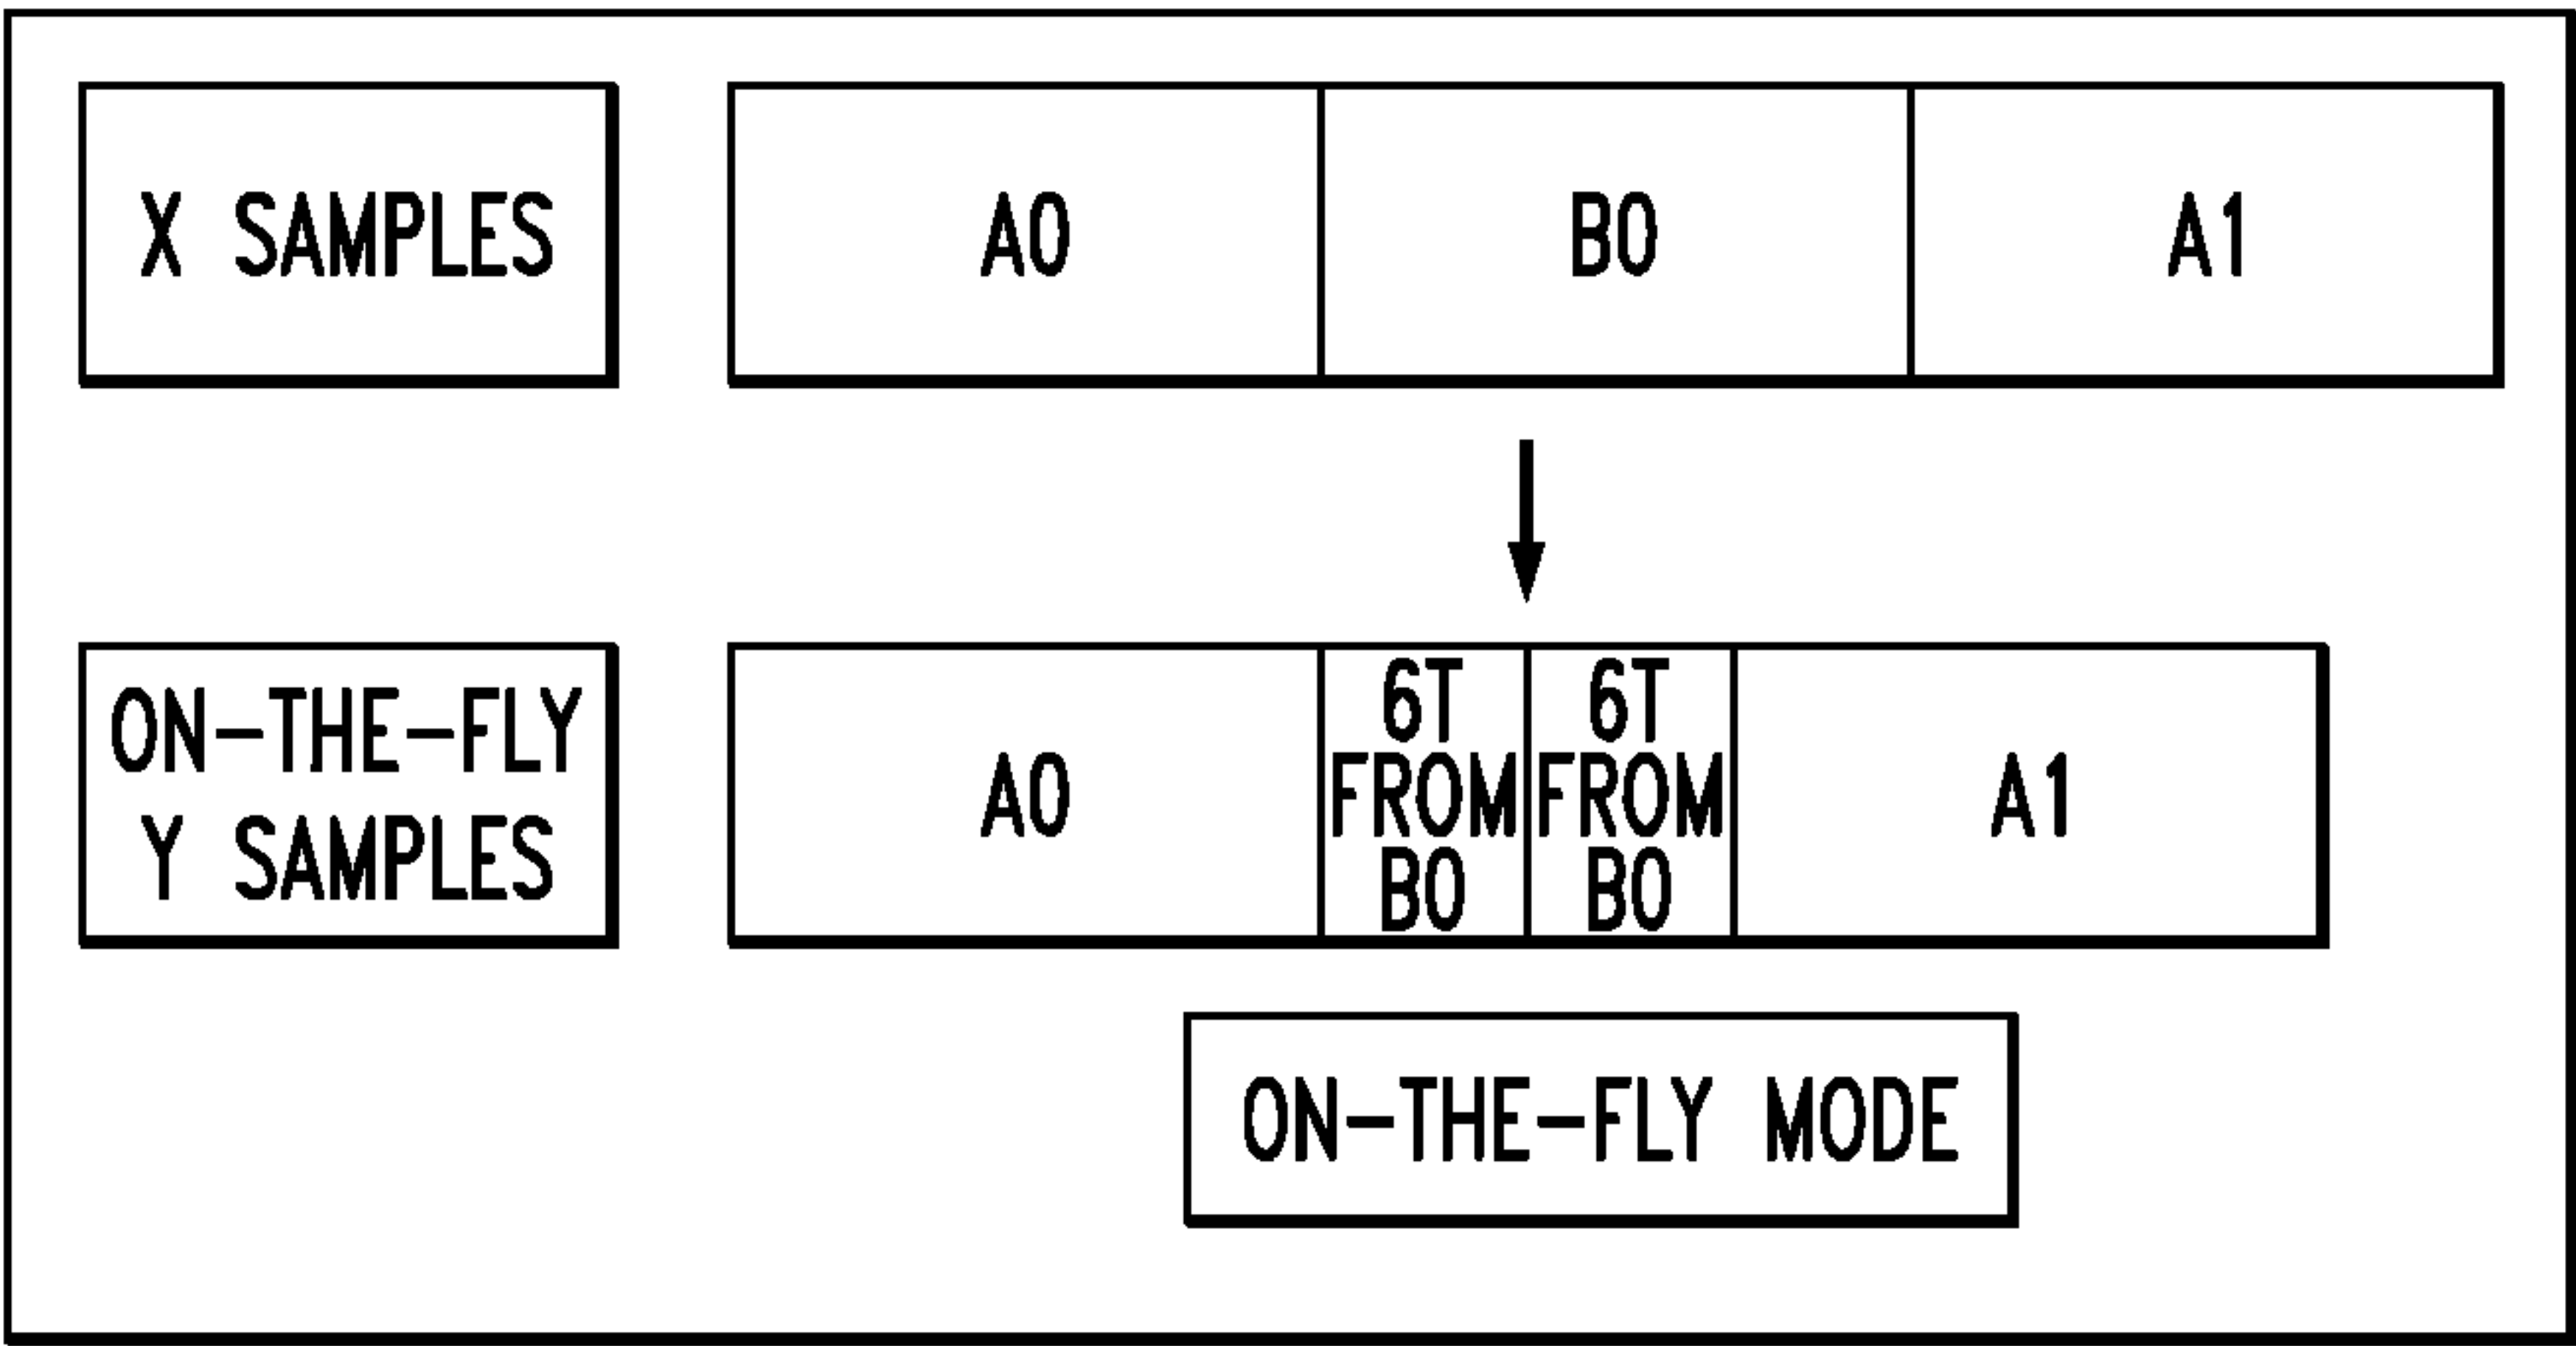 X SAMPLES
A0
B0
A1
ON-THE-FLY
Y SAMPLES
A0
6T
FROM
B0
6T
FROM
B0
A1
ON-THE-FLY MODE